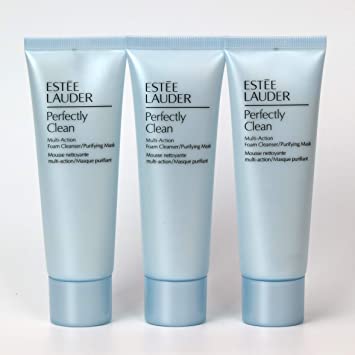 ESTĒE
LAUDER
Perfectly
Clean
Multi-Action
Foam Cleanser/Purifying Mask
Mousse nettoyante
multi-action/Masque purifiant
ESTĒE
LAUDER
Perfectly
Clean
Multi-Action
Foam Cleanser/Purifying Mask
Mousse nettoyante
multi-action/Masque purifiant
ESTĒE
LAUDER
Perfectly
Clean
Multi-Action
Foam Cleanser/Purifying Mask
Mousse nettoyante
multi-action/Masque purifiant